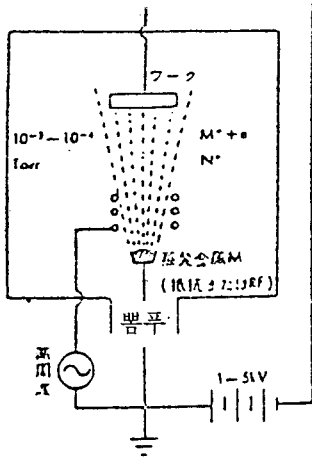 ワーク
10⁻³~10⁻⁴
Torr
M⁺+e
N⁺
蒸発金属M
(抵抗またはRF)
高周波
1-5kV